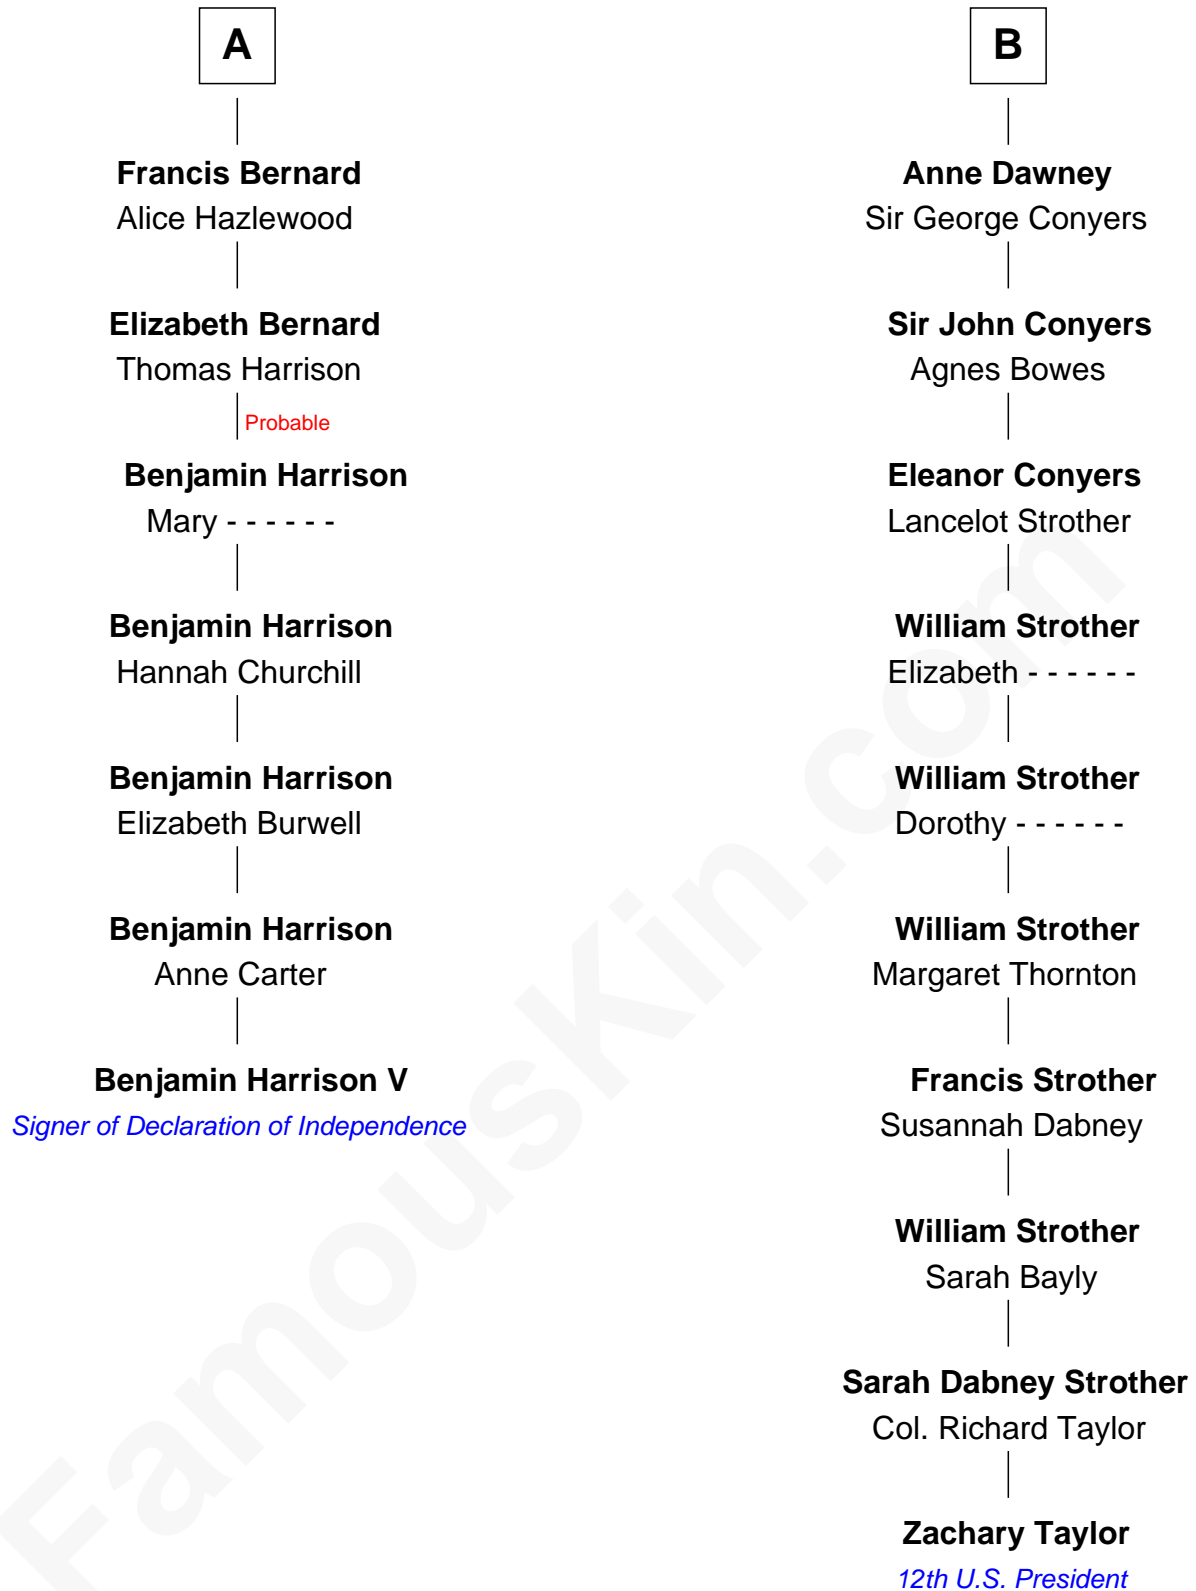 A
Francis Bernard
Alice Hazlewood
Elizabeth Bernard
Thomas Harrison
Probable
Benjamin Harrison
Mary - - - - - -
Benjamin Harrison
Hannah Churchill
Benjamin Harrison
Elizabeth Burwell
Benjamin Harrison
Anne Carter
Benjamin Harrison V
Signer of Declaration of Independence
B
Anne Dawney
Sir George Conyers
Sir John Conyers
Agnes Bowes
Eleanor Conyers
Lancelot Strother
William Strother
Elizabeth - - - - - -
William Strother
Dorothy - - - - - -
William Strother
Margaret Thornton
Francis Strother
Susannah Dabney
William Strother
Sarah Bayly
Sarah Dabney Strother
Col. Richard Taylor
Zachary Taylor
12th U.S. President
FamousKin.com